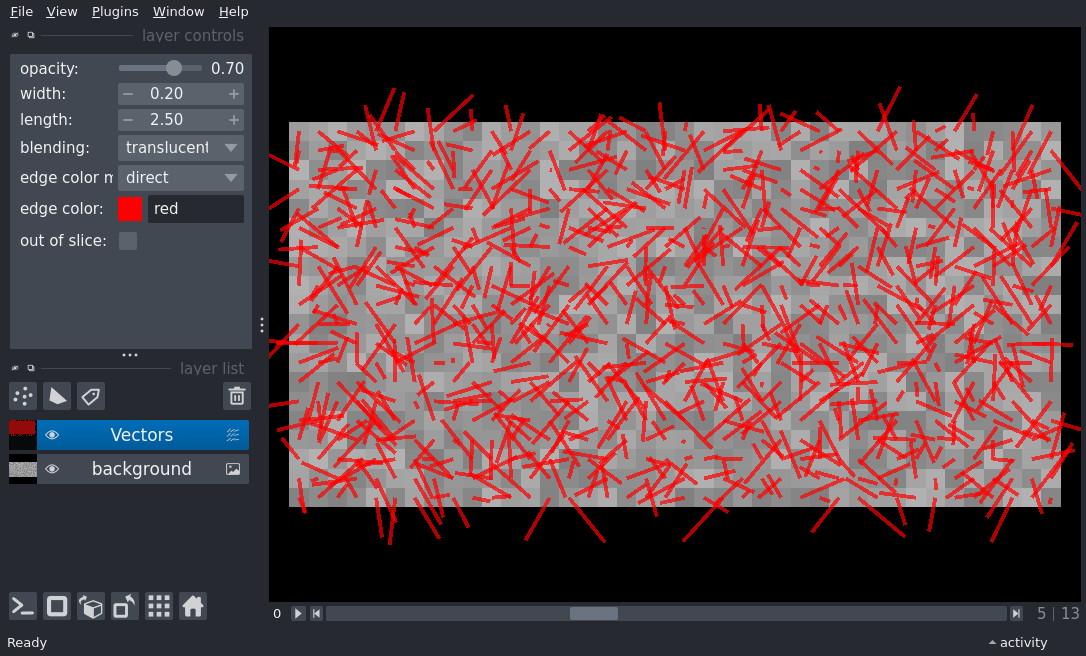 File View Plugins Window Help
layer controls
opacity: 0.70
width: − 0.20 +
length: − 2.50 +
blending: translucent
edge color m direct
edge color: red
out of slice:
layer list
Vectors
background
0 5 | 13
Ready activity